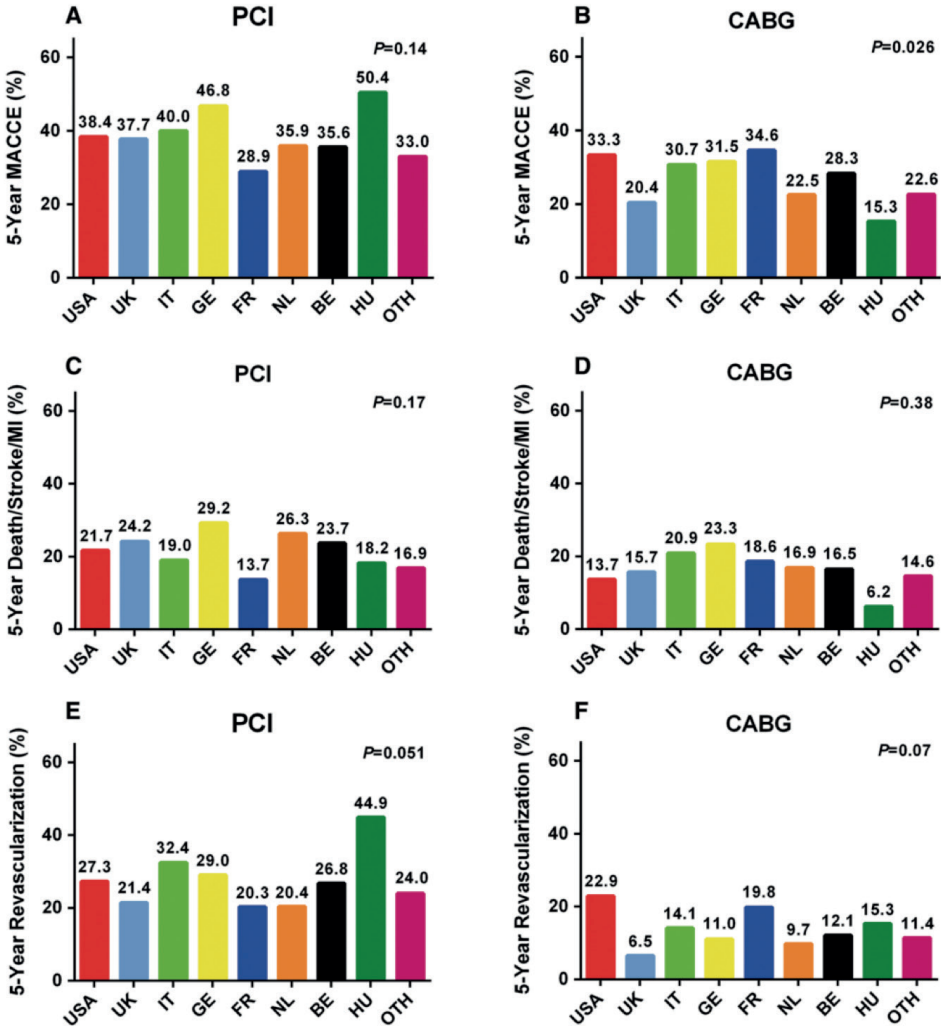 A
PCI
P=0.14
5-Year MACCE (%)
60
40
20
0
38.4
37.7
40.0
46.8
28.9
35.9
35.6
50.4
33.0
USA
UK
IT
GE
FR
NL
BE
HU
OTH
B
CABG
P=0.026
5-Year MACCE (%)
60
40
20
0
33.3
20.4
30.7
31.5
34.6
22.5
28.3
15.3
22.6
USA
UK
IT
GE
FR
NL
BE
HU
OTH
C
PCI
P=0.17
5-Year Death/Stroke/MI (%)
60
40
20
0
21.7
24.2
19.0
29.2
13.7
26.3
23.7
18.2
16.9
USA
UK
IT
GE
FR
NL
BE
HU
OTH
D
CABG
P=0.38
5-Year Death/Stroke/MI (%)
60
40
20
0
13.7
15.7
20.9
23.3
18.6
16.9
16.5
6.2
14.6
USA
UK
IT
GE
FR
NL
BE
HU
OTH
E
PCI
P=0.051
5-Year Revascularization (%)
60
40
20
0
27.3
21.4
32.4
29.0
20.3
20.4
26.8
44.9
24.0
USA
UK
IT
GE
FR
NL
BE
HU
OTH
F
CABG
P=0.07
5-Year Revascularization (%)
60
40
20
0
22.9
6.5
14.1
11.0
19.8
9.7
12.1
15.3
11.4
USA
UK
IT
GE
FR
NL
BE
HU
OTH